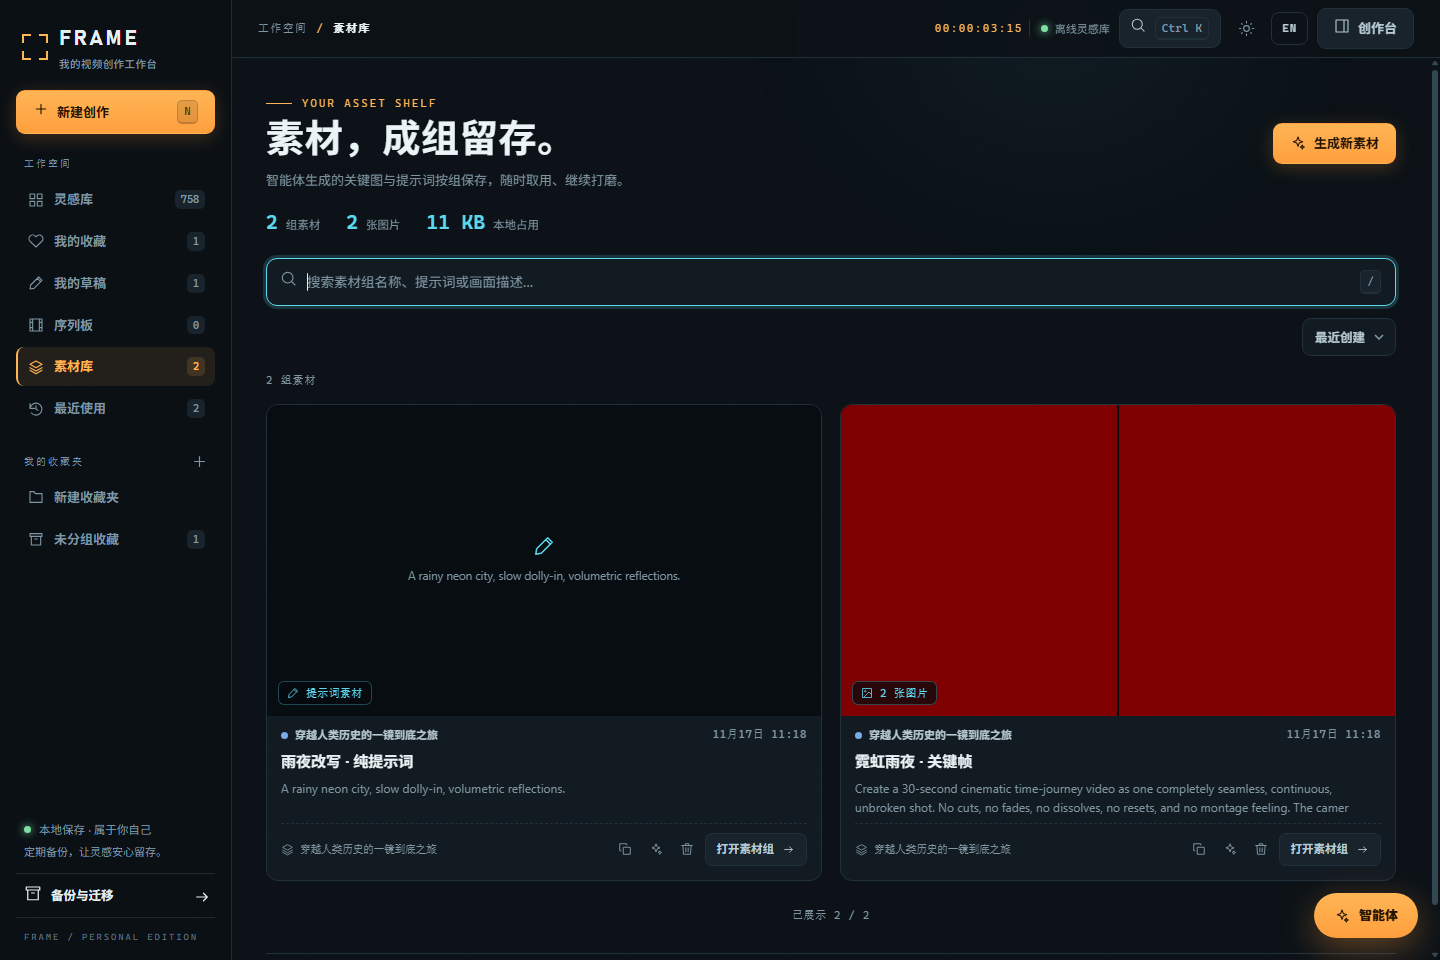 FRAME
我的视频创作工作台
新建创作 N
工作空间
灵感库 758
我的收藏 1
我的草稿 1
序列板 0
素材库 2
最近使用 2
我的收藏夹
新建收藏夹
未分组收藏 1
本地保存 · 属于你自己
定期备份，让灵感安心留存。
备份与迁移
FRAME / PERSONAL EDITION
工作空间 / 素材库
00:00:03:15
离线灵感库
Ctrl K
EN
创作台
YOUR ASSET SHELF
素材，成组留存。
智能体生成的关键图与提示词按组保存，随时取用、继续打磨。
生成新素材
2 组素材 2 张图片 11 KB 本地占用
搜索素材组名称、提示词或画面描述... /
最近创建
2 组素材
A rainy neon city, slow dolly-in, volumetric reflections.
提示词素材
穿越人类历史的一镜到底之旅 11月17日 11:18
雨夜改写 · 纯提示词
A rainy neon city, slow dolly-in, volumetric reflections.
穿越人类历史的一镜到底之旅
打开素材组
2 张图片
穿越人类历史的一镜到底之旅 11月17日 11:18
霓虹雨夜 · 关键帧
Create a 30-second cinematic time-journey video as one completely seamless, continuous,
unbroken shot. No cuts, no fades, no dissolves, no resets, and no montage feeling. The camer
穿越人类历史的一镜到底之旅
打开素材组
已展示 2 / 2
智能体